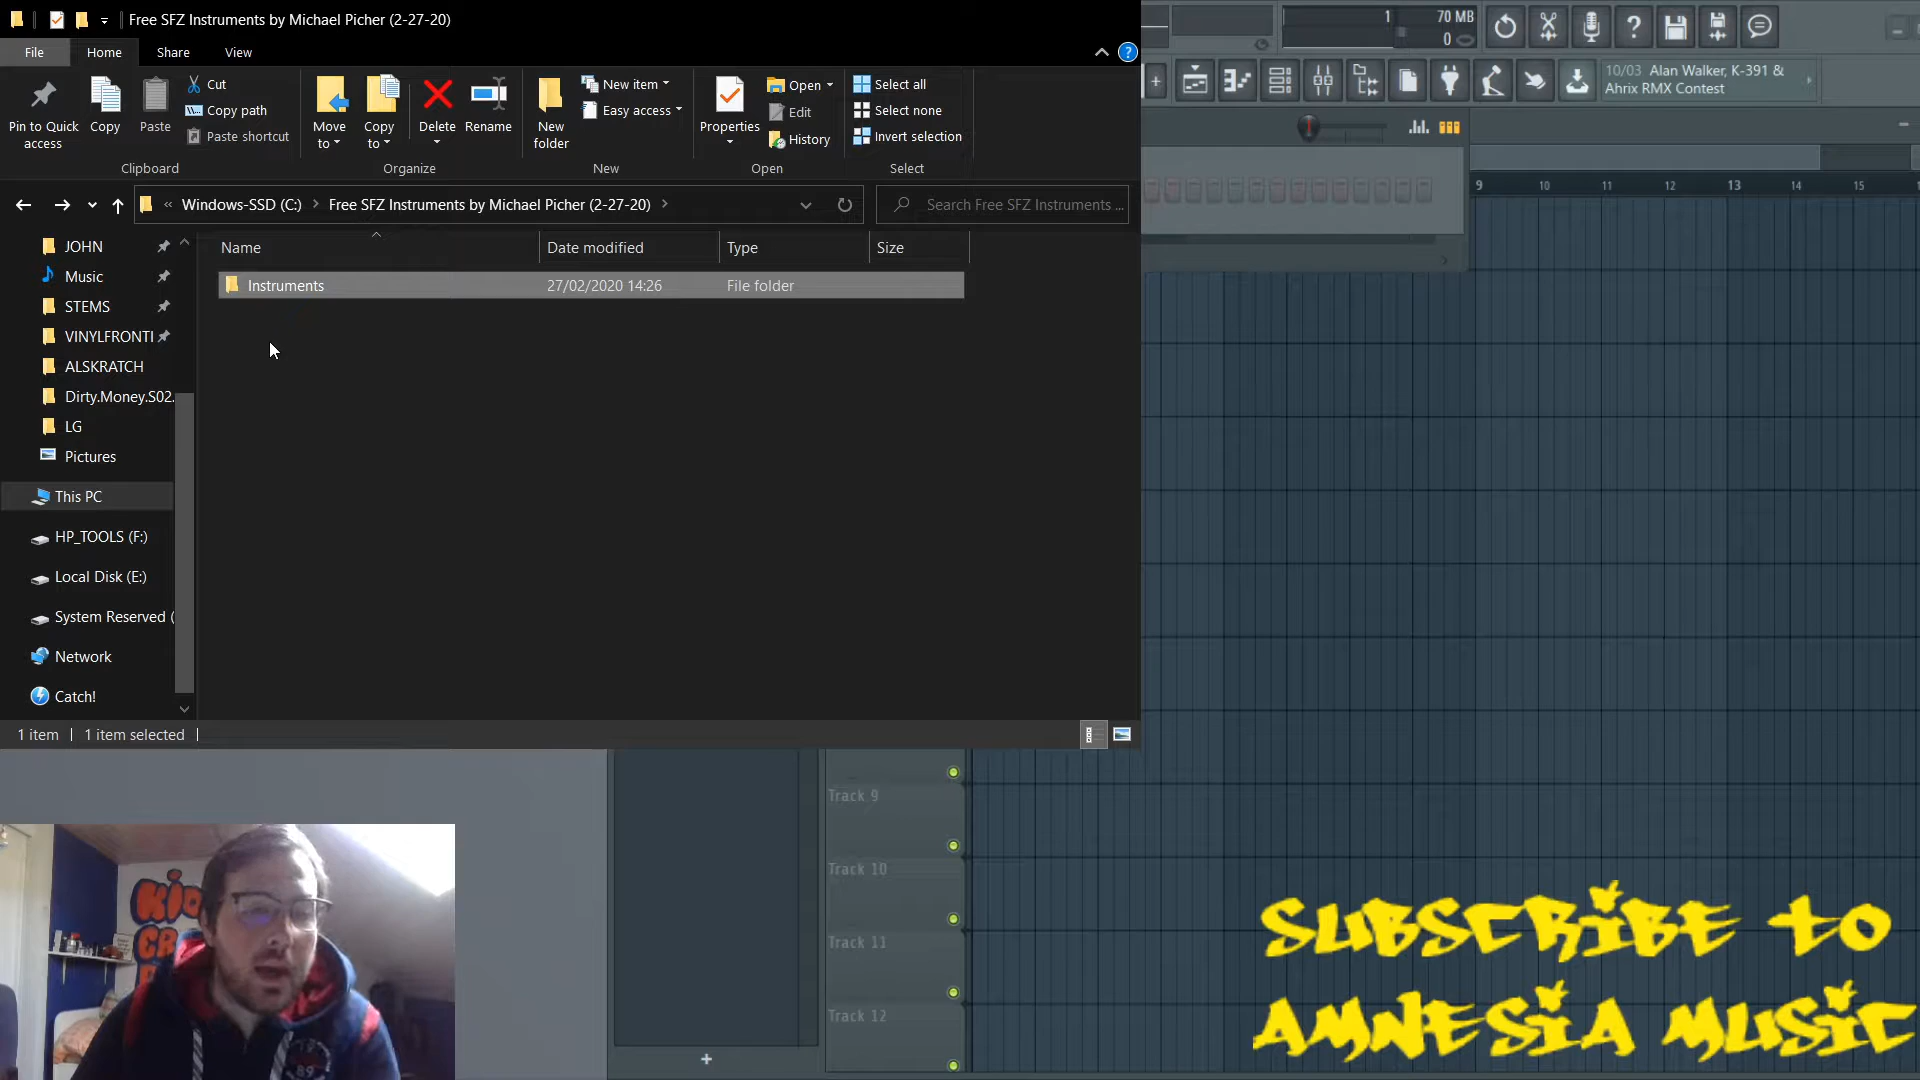 Free SFZ Instruments by Michael Picher (2-27-20)
File
Home
Share
View
Pin to Quick access
Copy
Paste
Cut
Copy path
Paste shortcut
Clipboard
Move to
Copy to
Delete
Rename
Organize
New folder
New item
Easy access
New
Properties
Open
Edit
History
Open
Select all
Select none
Invert selection
Select
« Windows-SSD (C:) > Free SFZ Instruments by Michael Picher (2-27-20) >
Search Free SFZ Instruments ...
Name
Date modified
Type
Size
Instruments
27/02/2020 14:26
File folder
JOHN
Music
STEMS
VINYLFRONTI
ALSKRATCH
Dirty.Money.S02.
LG
Pictures
This PC
HP_TOOLS (F:)
Local Disk (E:)
System Reserved (
Network
Catch!
1 item
1 item selected
1
70 MB
0
10/03 Alan Walker, K-391 &
Ahrix RMX Contest
9 10 11 12 13 14 15
Track 9
Track 10
Track 11
Track 12
KID
CR
89
SUBSCRIBE TO
AMNESIA MUSIC